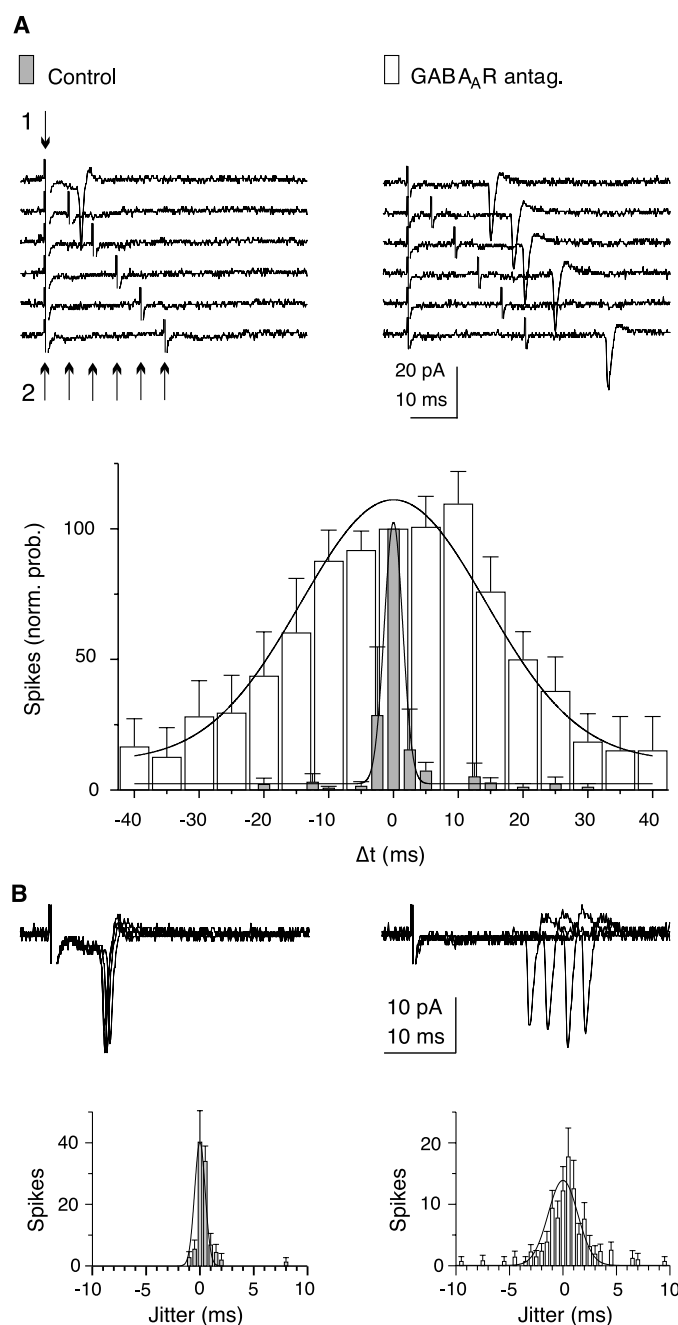 A
Control
GABA_AR antag.
1
2
20 pA
10 ms
Spikes (norm. prob.)
100
50
0
-40 -30 -20 -10 0 10 20 30 40
Δt (ms)
B
10 pA
10 ms
Spikes
40
20
0
-10 -5 0 5 10
Jitter (ms)
Spikes
20
10
0
-10 -5 0 5 10
Jitter (ms)